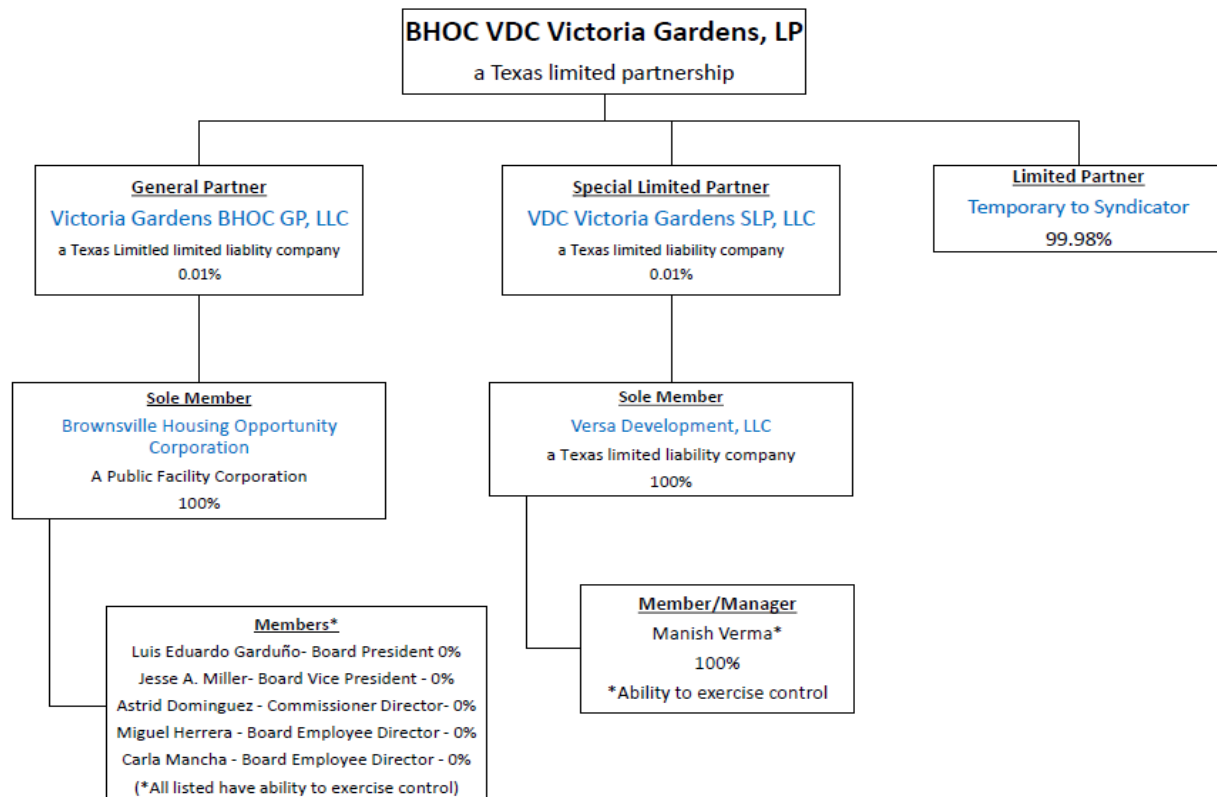 BHOC VDC Victoria Gardens, LP
a Texas limited partnership
General Partner
Victoria Gardens BHOC GP, LLC
a Texas Limitled limited liablity company
0.01%
Special Limited Partner
VDC Victoria Gardens SLP, LLC
a Texas limited liability company
0.01%
Limited Partner
Temporary to Syndicator
99.98%
Sole Member
Brownsville Housing Opportunity
Corporation
A Public Facility Corporation
100%
Sole Member
Versa Development, LLC
a Texas limited liability company
100%
Members*
Luis Eduardo Garduño- Board President 0%
Jesse A. Miller- Board Vice President - 0%
Astrid Dominguez - Commissioner Director- 0%
Miguel Herrera - Board Employee Director - 0%
Carla Mancha - Board Employee Director - 0%
(*All listed have ability to exercise control)
Member/Manager
Manish Verma*
100%
*Ability to exercise control